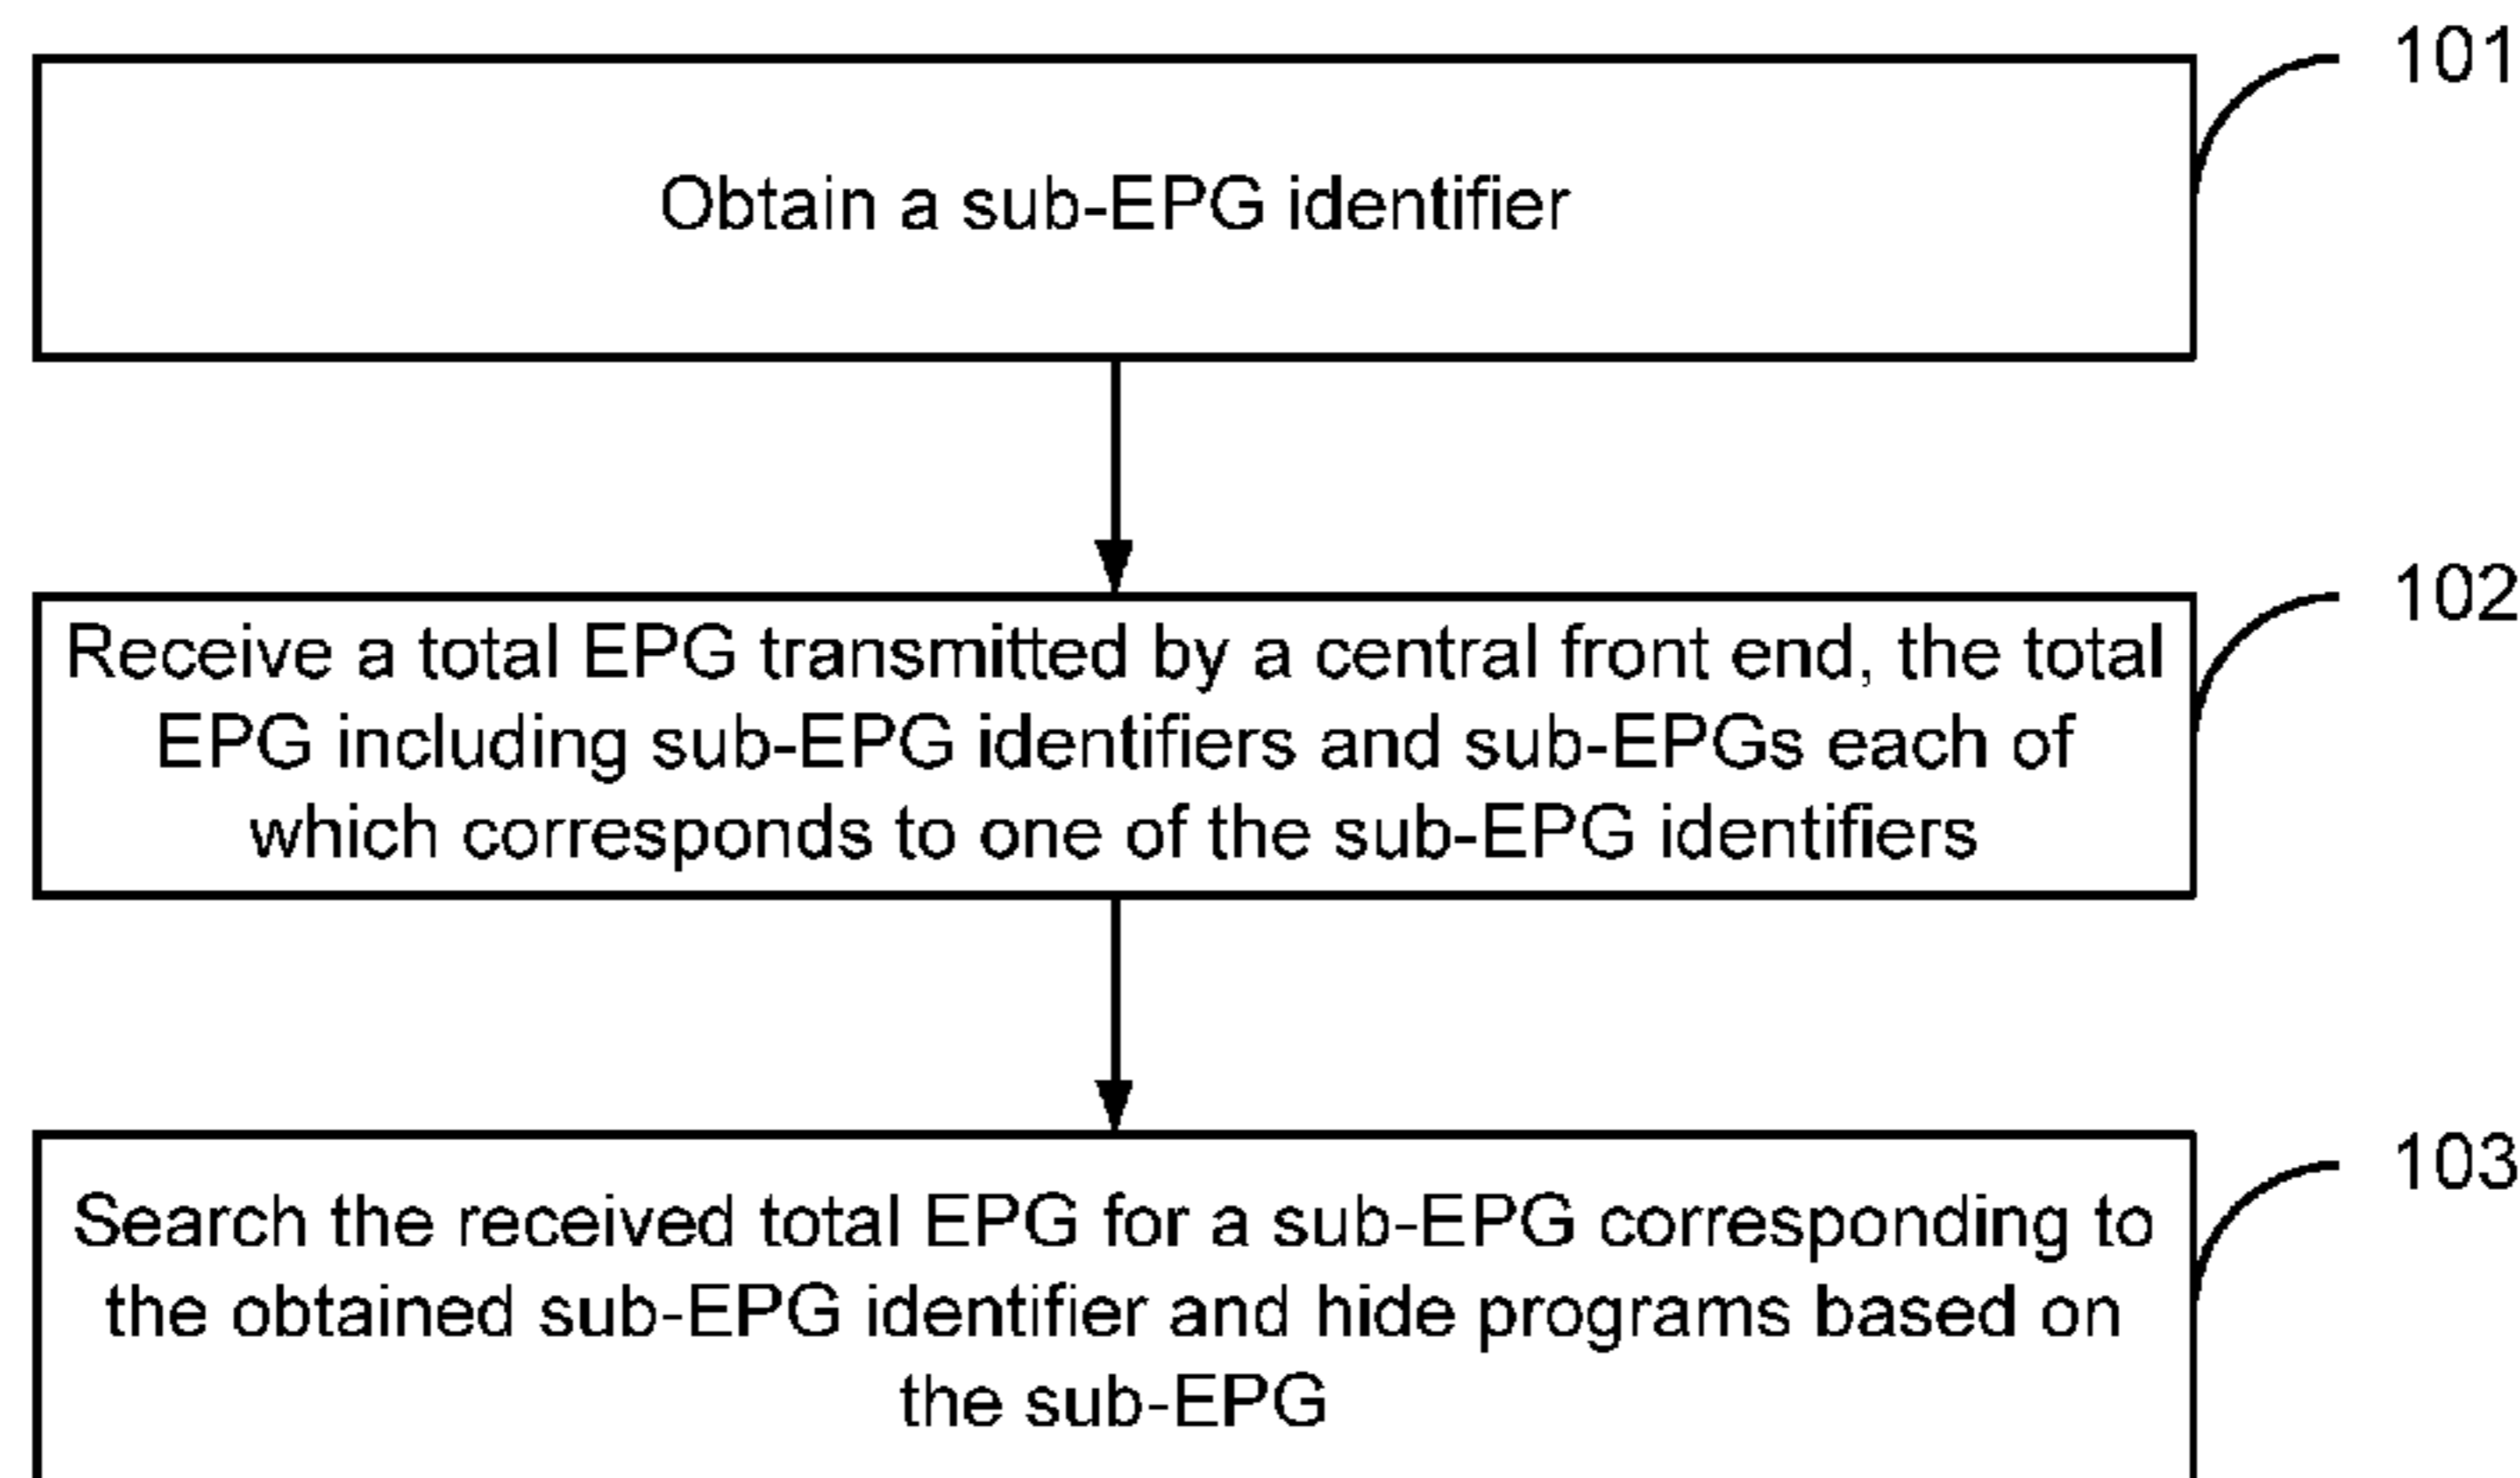 101
Obtain a sub-EPG identifier
102
Receive a total EPG transmitted by a central front end, the total
EPG including sub-EPG identifiers and sub-EPGs each of
which corresponds to one of the sub-EPG identifiers
103
Search the received total EPG for a sub-EPG corresponding to
the obtained sub-EPG identifier and hide programs based on
the sub-EPG